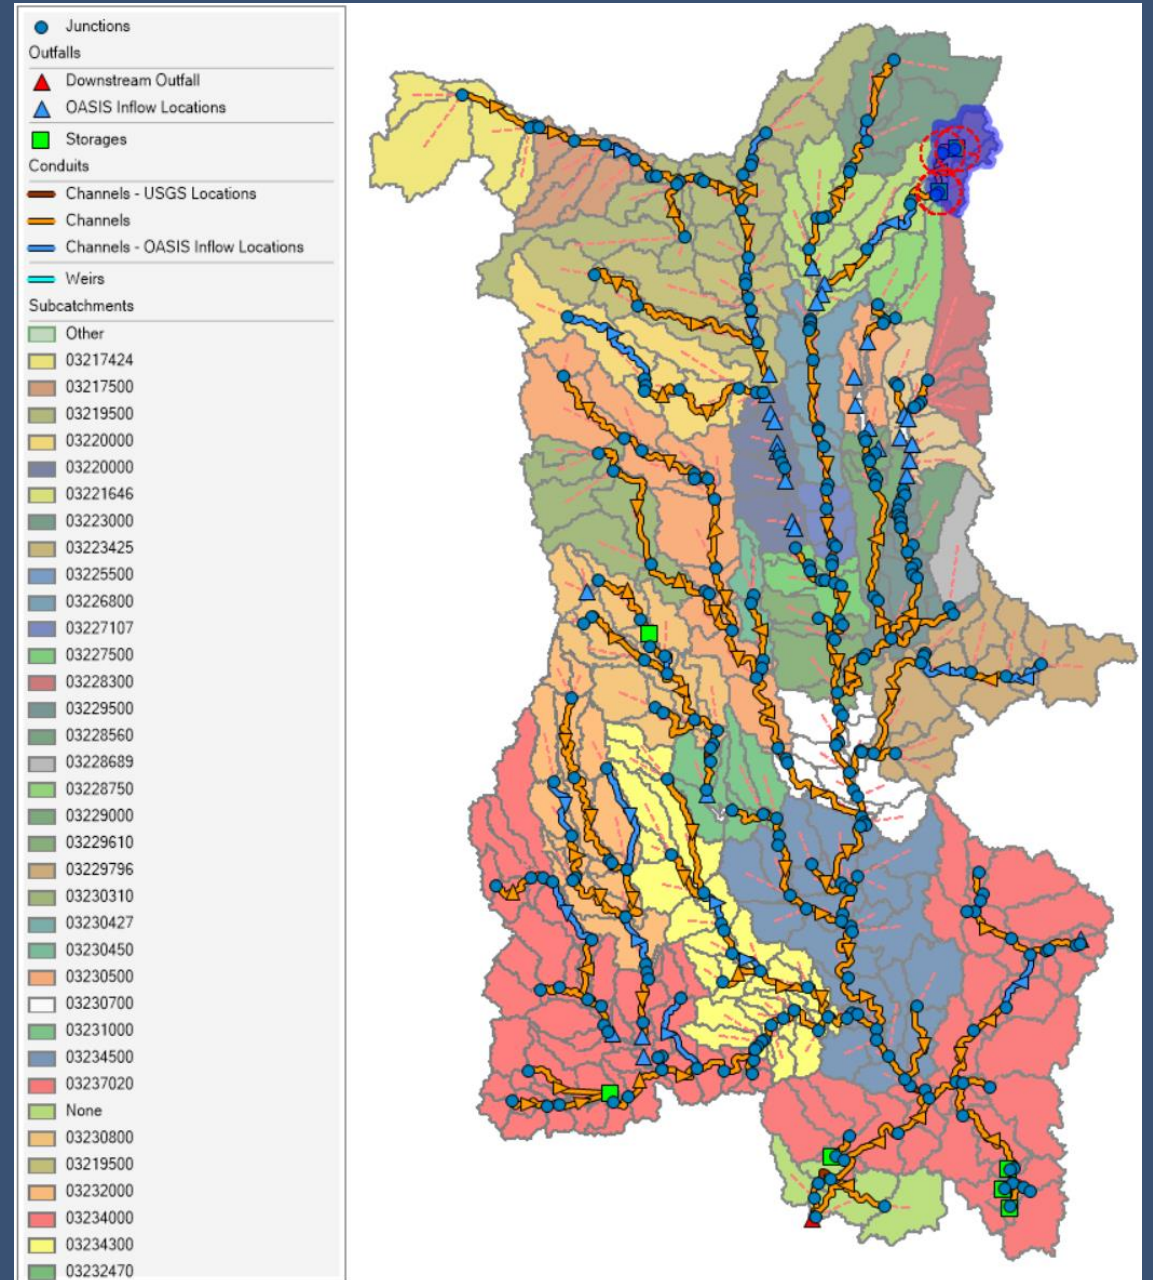 Junctions
Outfalls
Downstream Outfall
OASIS Inflow Locations
Storages
Conduits
Channels - USGS Locations
Channels
Channels - OASIS Inflow Locations
Weirs
Subcatchments
Other
03217424
03217500
03219500
03220000
03220000
03221646
03223000
03223425
03225500
03226800
03227107
03227500
03228300
03229500
03228560
03228689
03228750
03229000
03229610
03229796
03230310
03230427
03230450
03230500
03230700
03231000
03234500
03237020
None
03230800
03219500
03232000
03234000
03234300
03232470